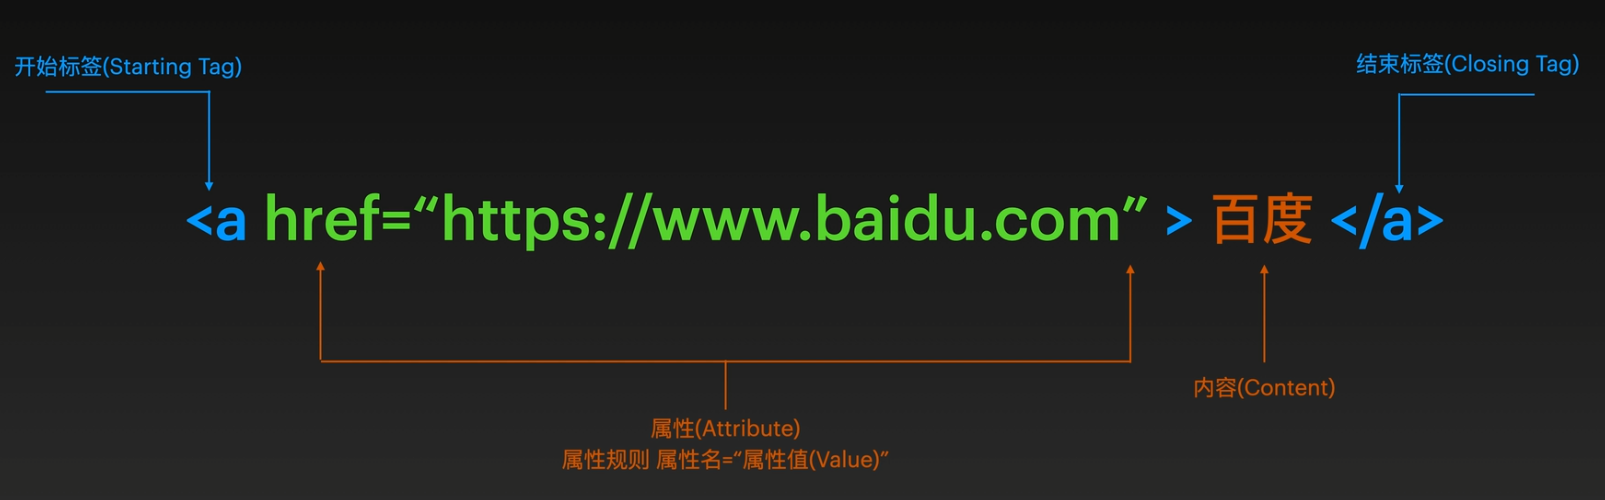 开始标签(Starting Tag)
结束标签(Closing Tag)
<a href=“https://www.baidu.com” > 百度 </a>
内容(Content)
属性(Attribute)
属性规则 属性名=“属性值(Value)”